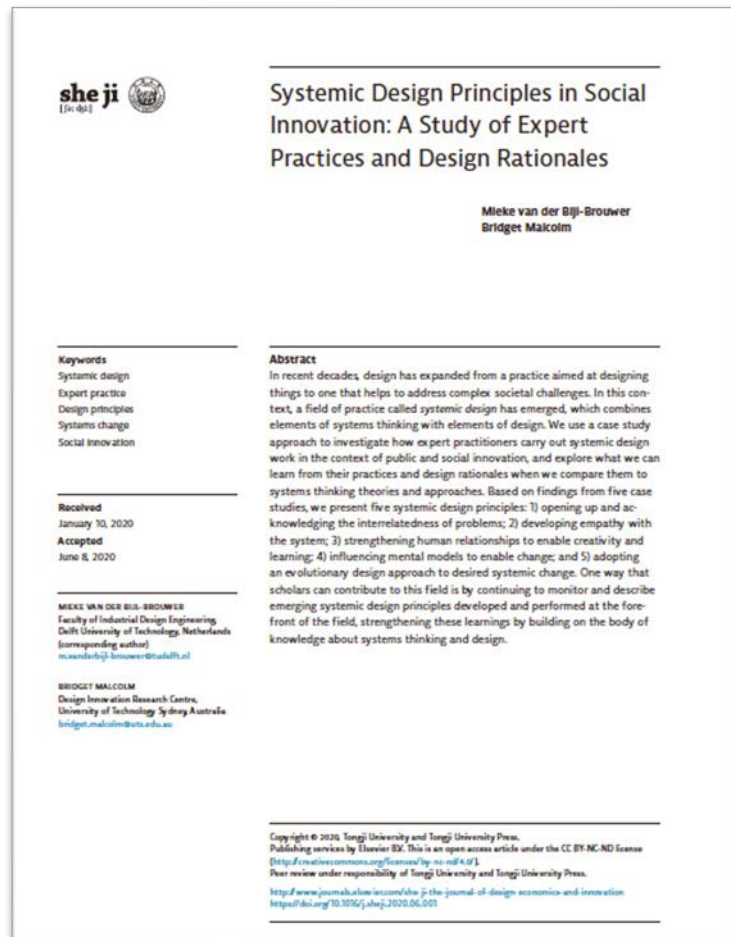 she ji
Systemic Design Principles in Social
Innovation: A Study of Expert
Practices and Design Rationales
Mieke van der Bijl-Brouwer
Bridget Malcolm
Keywords
Systemic design
Expert practice
Design principles
Systems change
Social innovation
Received
January 10, 2020
Accepted
June 8, 2020
MIEKE VAN DER BIJL-BROUWER
Faculty of Industrial Design Engineering,
Delft University of Technology, Netherlands
(corresponding author)
m.vanderbijl-brouwer@tudelft.nl
BRIDGET MALCOLM
Design Innovation Research Centre,
University of Technology Sydney, Australia
bridget.malcolm@uts.edu.au
Abstract
In recent decades, design has expanded from a practice aimed at designing
things to one that helps to address complex societal challenges. In this con-
text, a field of practice called systemic design has emerged, which combines
elements of systems thinking with elements of design. We use a case study
approach to investigate how expert practitioners carry out systemic design
work in the context of public and social innovation, and explore what we can
learn from their practices and design rationales when we compare them to
systems thinking theories and approaches. Based on findings from five case
studies, we present five systemic design principles: 1) opening up and ac-
knowledging the interrelatedness of problems; 2) developing empathy with
the system; 3) strengthening human relationships to enable creativity and
learning; 4) influencing mental models to enable change; and 5) adopting
an evolutionary design approach to desired systemic change. One way that
scholars can contribute to this field is by continuing to monitor and describe
emerging systemic design principles developed and performed at the fore-
front of the field, strengthening these learnings by building on the body of
knowledge about systems thinking and design.
Copyright © 2020, Tongji University and Tongji University Press.
Publishing services by Elsevier B.V. This is an open access article under the CC BY-NC-ND license
(http://creativecommons.org/licenses/by-nc-nd/4.0/).
Peer review under responsibility of Tongji University and Tongji University Press.
http://www.journals.elsevier.com/she-ji-the-journal-of-design-economics-and-innovation
https://doi.org/10.1016/j.sheji.2020.06.001